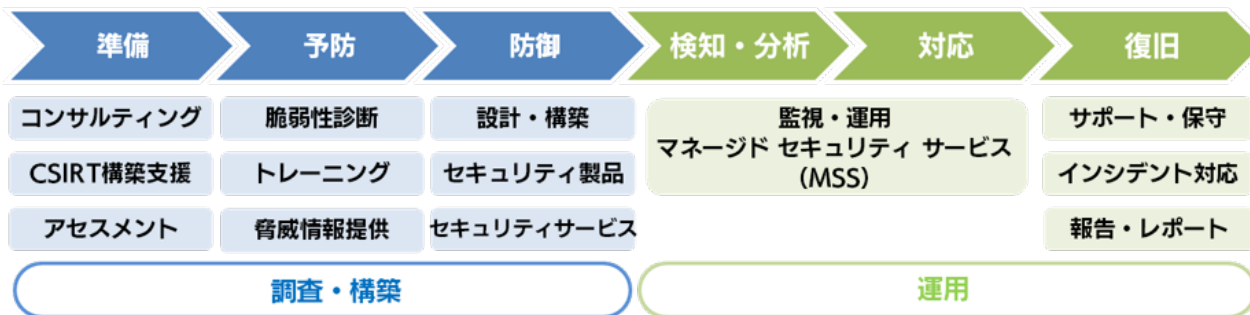 準備
予防
防御
検知・分析
対応
復旧
コンサルティング
脆弱性診断
設計・構築
監視・運用
マネージド セキュリティ サービス
（MSS）
サポート・保守
CSIRT構築支援
トレーニング
セキュリティ製品
インシデント対応
アセスメント
脅威情報提供
セキュリティサービス
報告・レポート
調査・構築
運用